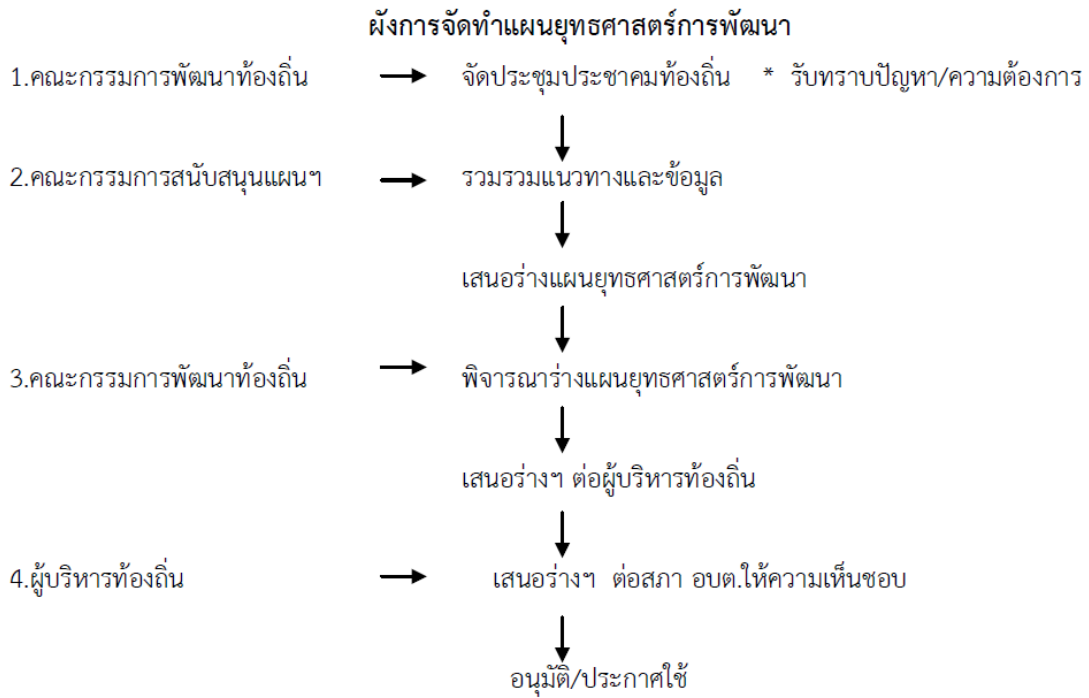 ผังการจัดทำแผนยุทธศาสตร์การพัฒนา
1.คณะกรรมการพัฒนาท้องถิ่น จัดประชุมประชาคมท้องถิ่น * รับทราบปัญหา/ความต้องการ
2.คณะกรรมการสนับสนุนแผนฯ รวมรวมแนวทางและข้อมูล
เสนอร่างแผนยุทธศาสตร์การพัฒนา
3.คณะกรรมการพัฒนาท้องถิ่น พิจารณาร่างแผนยุทธศาสตร์การพัฒนา
เสนอร่างฯ ต่อผู้บริหารท้องถิ่น
4.ผู้บริหารท้องถิ่น เสนอร่างฯ ต่อสภา อบต.ให้ความเห็นชอบ
อนุมัติ/ประกาศใช้